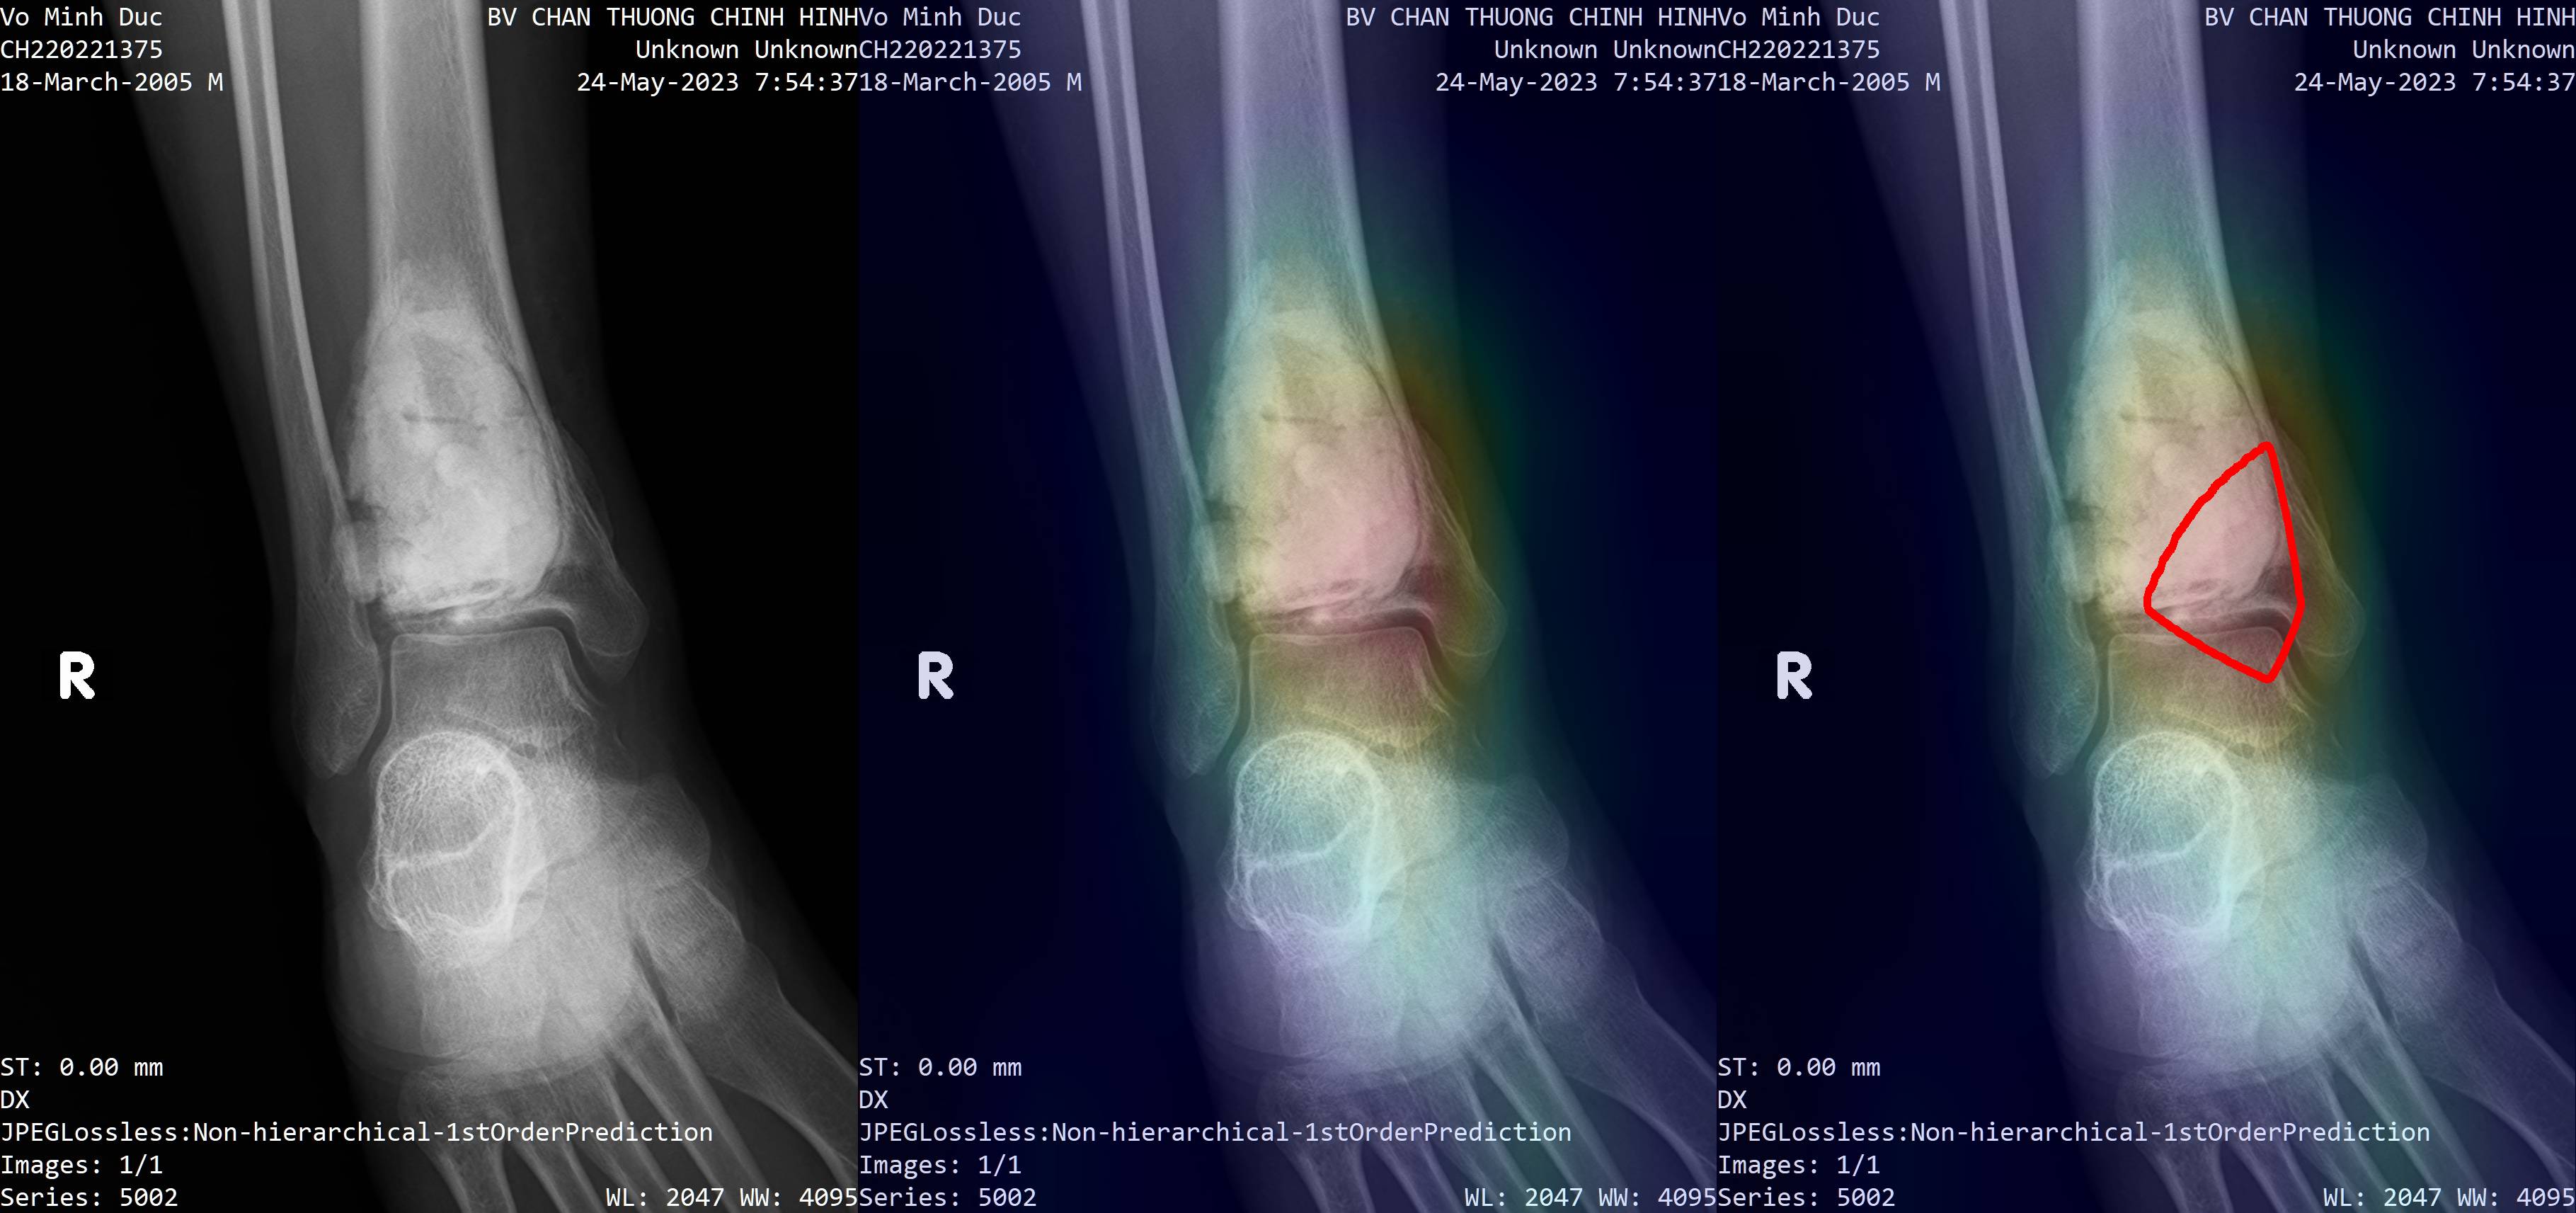 Vo Minh Duc
CH220221375
18-March-2005 M
BV CHAN THUONG CHINH HINH
Unknown Unknown
24-May-2023 7:54:37
R
ST: 0.00 mm
DX
JPEGLossless:Non-hierarchical-1stOrderPrediction
Images: 1/1
Series: 5002
WL: 2047 WW: 4095
Vo Minh Duc
CH220221375
18-March-2005 M
BV CHAN THUONG CHINH HINH
Unknown Unknown
24-May-2023 7:54:37
R
ST: 0.00 mm
DX
JPEGLossless:Non-hierarchical-1stOrderPrediction
Images: 1/1
Series: 5002
WL: 2047 WW: 4095
Vo Minh Duc
CH220221375
18-March-2005 M
BV CHAN THUONG CHINH HINH
Unknown Unknown
24-May-2023 7:54:37
R
ST: 0.00 mm
DX
JPEGLossless:Non-hierarchical-1stOrderPrediction
Images: 1/1
Series: 5002
WL: 2047 WW: 4095